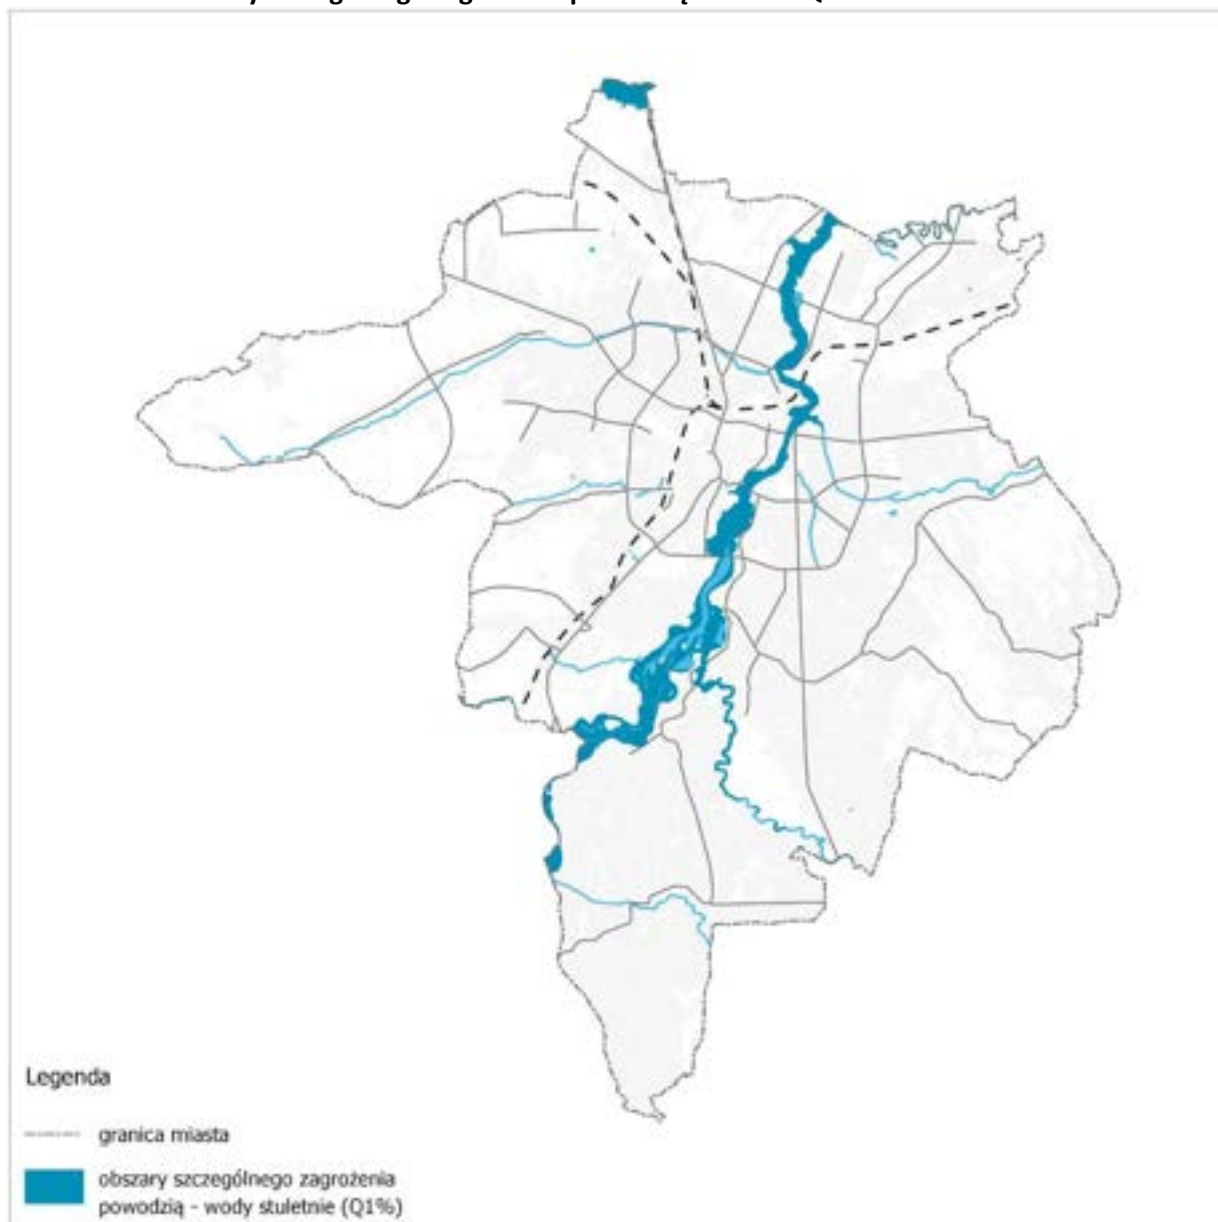 Legenda
granica miasta
obszary szczególnego zagrożenia
powodzią - wody stuletnie (Q1%)